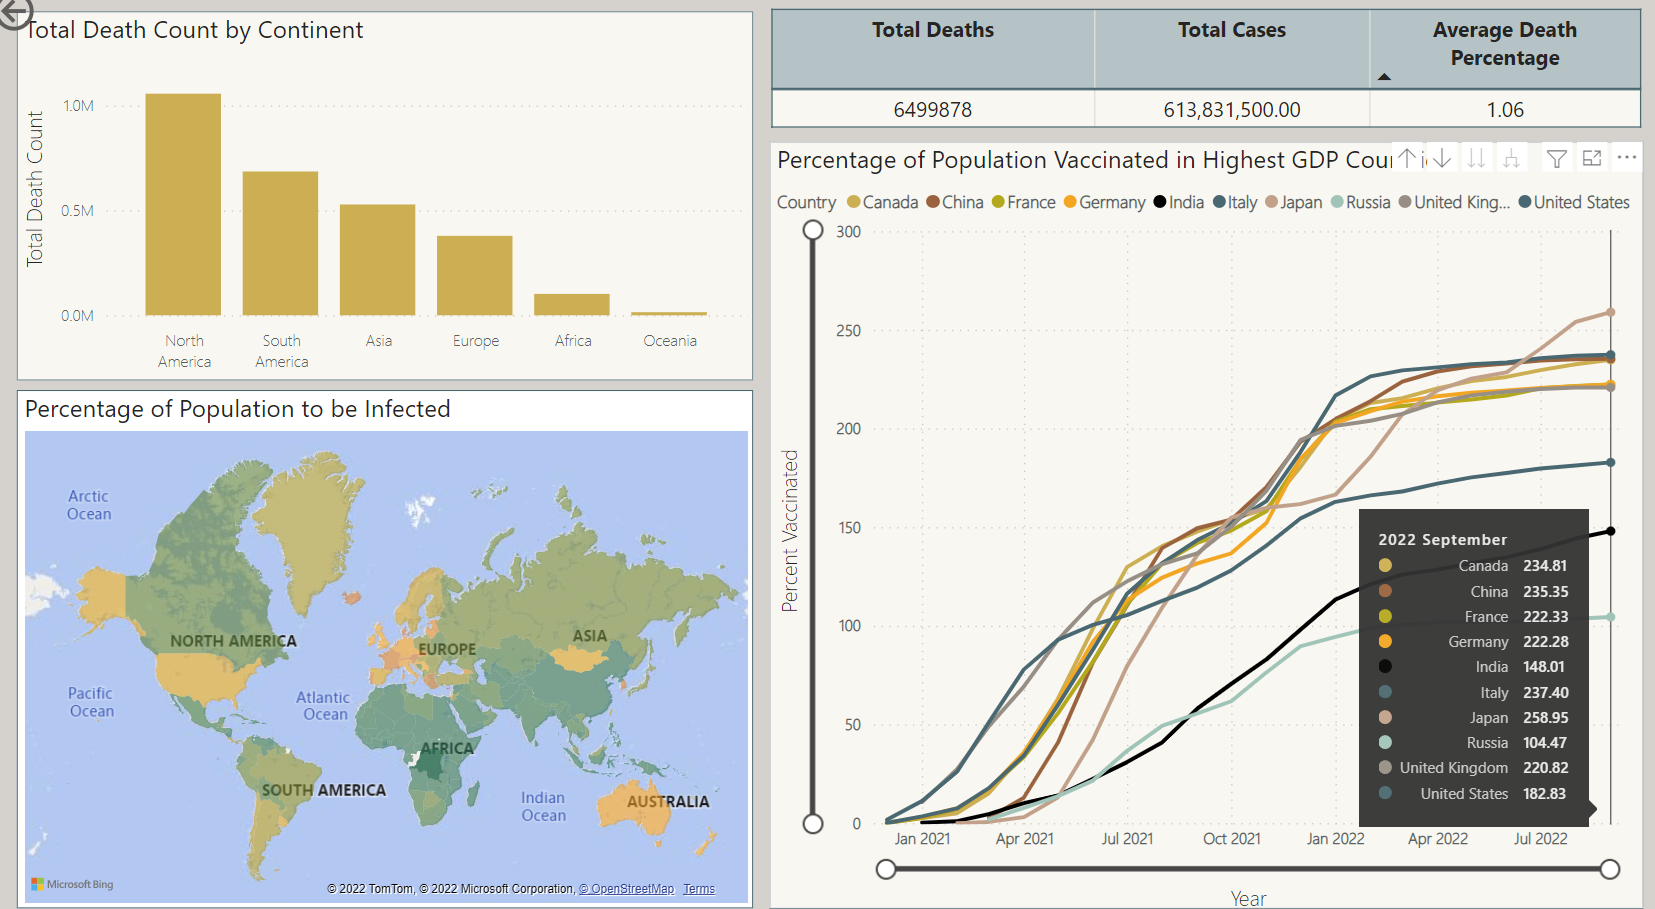 Total Death Count by Continent
Total Death Count
1.0M
0.5M
0.0M
North America
South America
Asia
Europe
Africa
Oceania
Total Deaths
Total Cases
Average Death Percentage
6499878
613,831,500.00
1.06
Percentage of Population to be Infected
Arctic Ocean
NORTH AMERICA
EUROPE
ASIA
Pacific Ocean
Atlantic Ocean
AFRICA
SOUTH AMERICA
Indian Ocean
AUSTRALIA
Microsoft Bing
© 2022 TomTom, © 2022 Microsoft Corporation, © OpenStreetMap Terms
Percentage of Population Vaccinated in Highest GDP
Country Canada China France Germany India Italy Japan Russia United King... United States
Percent Vaccinated
300
250
200
150
100
50
0
Jan 2021
Apr 2021
Jul 2021
Oct 2021
Jan 2022
Apr 2022
Jul 2022
Year
2022 September
Canada 234.81
China 235.35
France 222.33
Germany 222.28
India 148.01
Italy 237.40
Japan 258.95
Russia 104.47
United Kingdom 220.82
United States 182.83